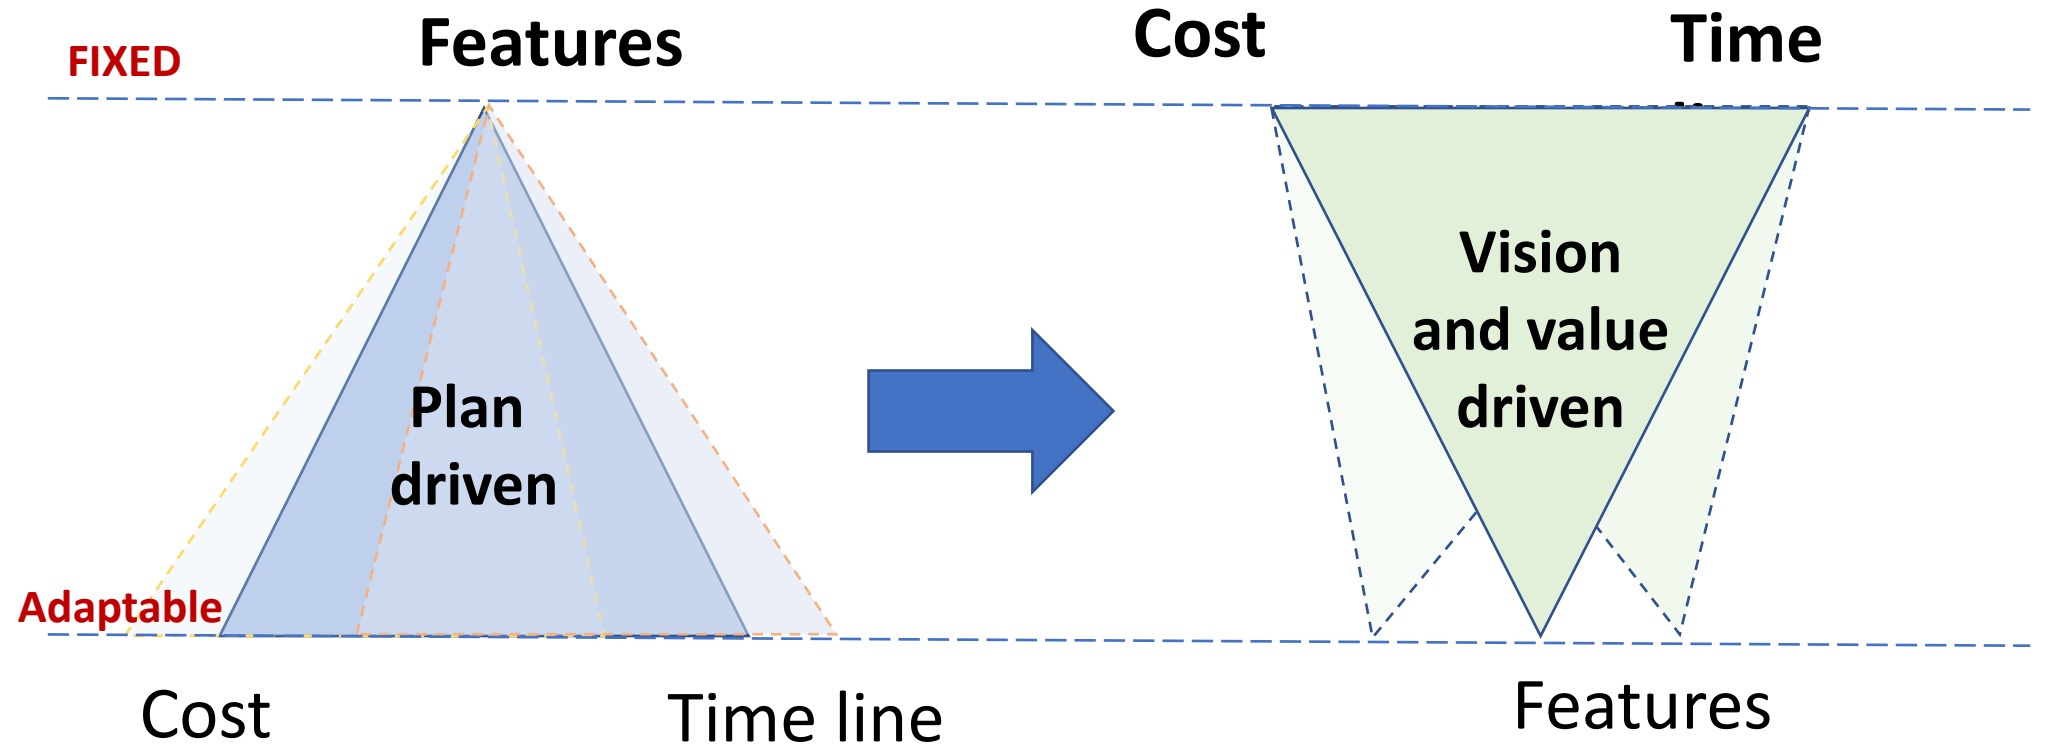 FIXED
Features
Cost
Time
Plan
driven
Vision
and value
driven
Adaptable
Cost
Time line
Features